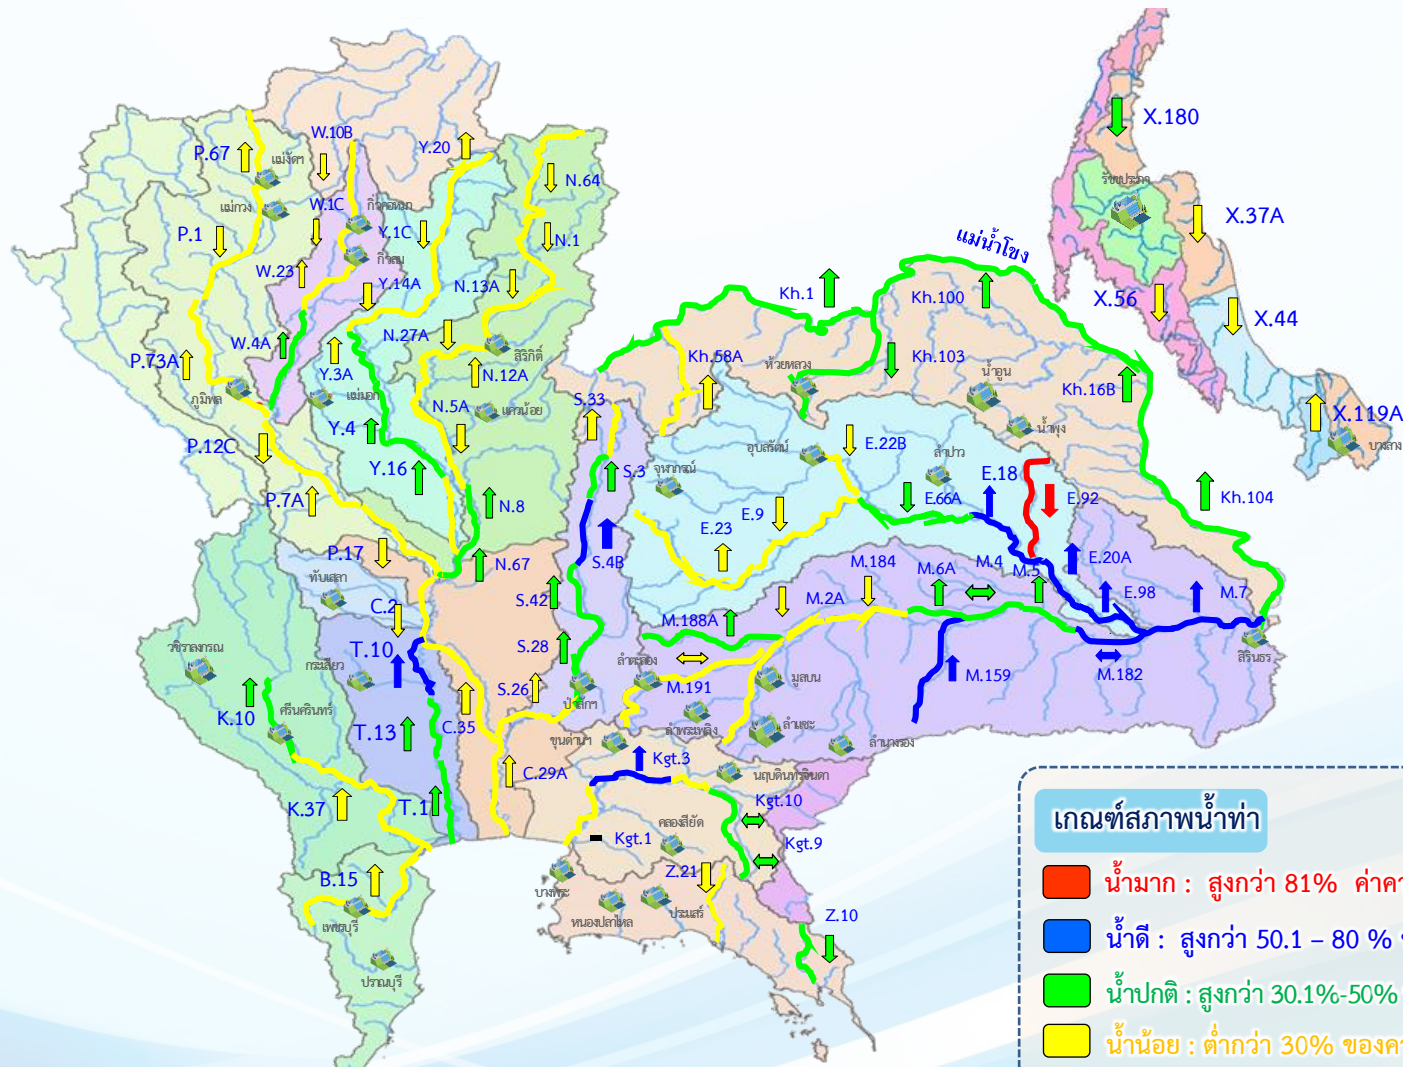 X.180
W.10B
Y.20
P.67
แม่งัดฯ
รัชชประภา
N.64
แม่กวง
W.1C
กิ่วคอหมา
X.37A
P.1
Y.1C
N.1
แม่น้ำโขง
W.23
กิ่วลม
Y.14A
N.13A
Kh.1
Kh.100
X.56
X.44
W.4A
N.27A
สิริกิติ์
P.73A
Y.3A
N.12A
Kh.58A
ห้วยหลวง
Kh.103
น้ำอูน
Kh.16B
ภูมิพล
แม่มอก
N.5A
แควน้อย
S.33
X.119A
P.12C
Y.4
อุบลรัตน์
E.22B
น้ำพุง
บางลาง
Y.16
S.3
จุฬาภรณ์
ลำปาว
E.18
P.7A
N.8
E.9
E.66A
E.92
Kh.104
E.23
P.17
N.67
S.4B
M.184
M.6A
M.4
M.5
E.20A
ทับเสลา
C.2
S.42
M.2A
E.98
M.7
M.188A
วชิราลงกรณ
กระเสียว
T.10
S.28
ลำตะคอง
สิรินธร
S.26
M.191
มูลบน
M.159
M.182
K.10
ศรีนครินทร์
ป่าสักฯ
T.13
C.35
ลำพระเพลิง
ลำแชะ
ลำนางรอง
ขุนด่านฯ
C.29A
Kgt.3
นฤบดินทรจินดา
K.37
T.1
Kgt.10
คลองสียัด
Kgt.1
Kgt.9
B.15
Z.21
บางพระ
เพชรบุรี
หนองปลาไหล
ประแสร์
Z.10
ปราณบุรี
เกณฑ์สภาพน้ำท่า
น้ำมาก : สูงกว่า 81% ค่าคว
น้ำดี : สูงกว่า 50.1 – 80 %
น้ำปกติ : สูงกว่า 30.1%-50%
น้ำน้อย : ต่ำกว่า 30% ของคว